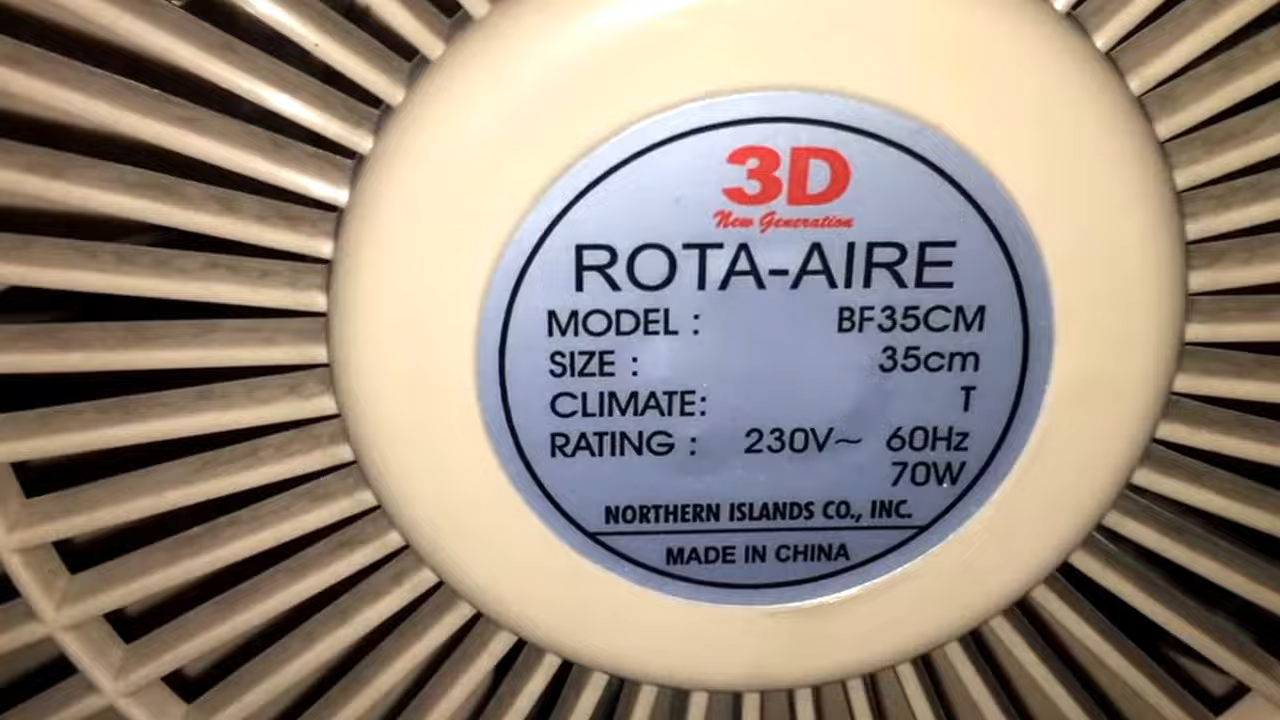 3D
New Generation
ROTA-AIRE
MODEL : BF35CM
SIZE : 35cm
CLIMATE: T
RATING : 230V~ 60Hz
70W
NORTHERN ISLANDS CO., INC.
MADE IN CHINA